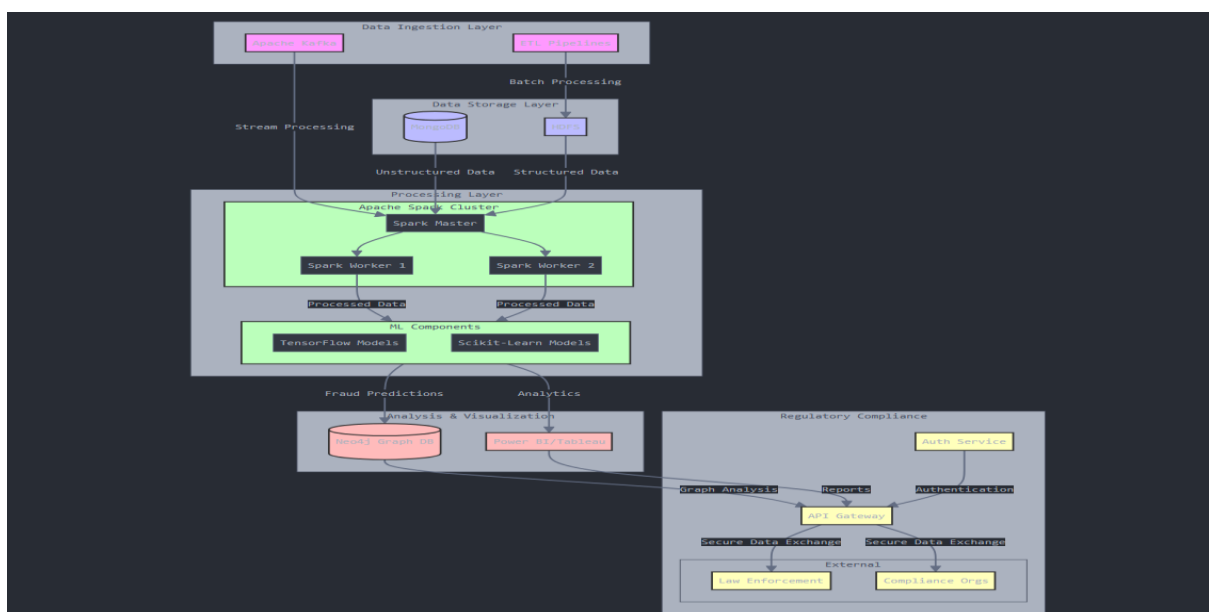 Data Ingestion Layer
Apache Kafka
ETL Pipelines
Batch Processing
Data Storage Layer
MongoDB
HDFS
Stream Processing
Unstructured Data
Structured Data
Processing Layer
Apache Spark Cluster
Spark Master
Spark Worker 1
Spark Worker 2
Processed Data
Processed Data
ML Components
TensorFlow Models
Scikit-Learn Models
Fraud Predictions
Analytics
Analysis & Visualization
Regulatory Compliance
Neo4j Graph DB
Power BI/Tableau
Auth Service
Graph Analysis
Reports
Authentication
API Gateway
Secure Data Exchange
Secure Data Exchange
External
Law Enforcement
Compliance Orgs